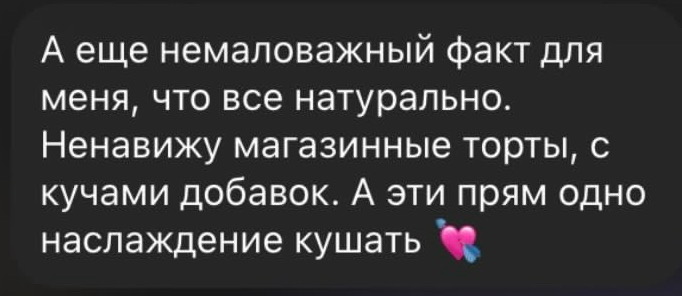 А еще немаловажный факт для
меня, что все натурально.
Ненавижу магазинные торты, с
кучами добавок. А эти прям одно
наслаждение кушать 💘